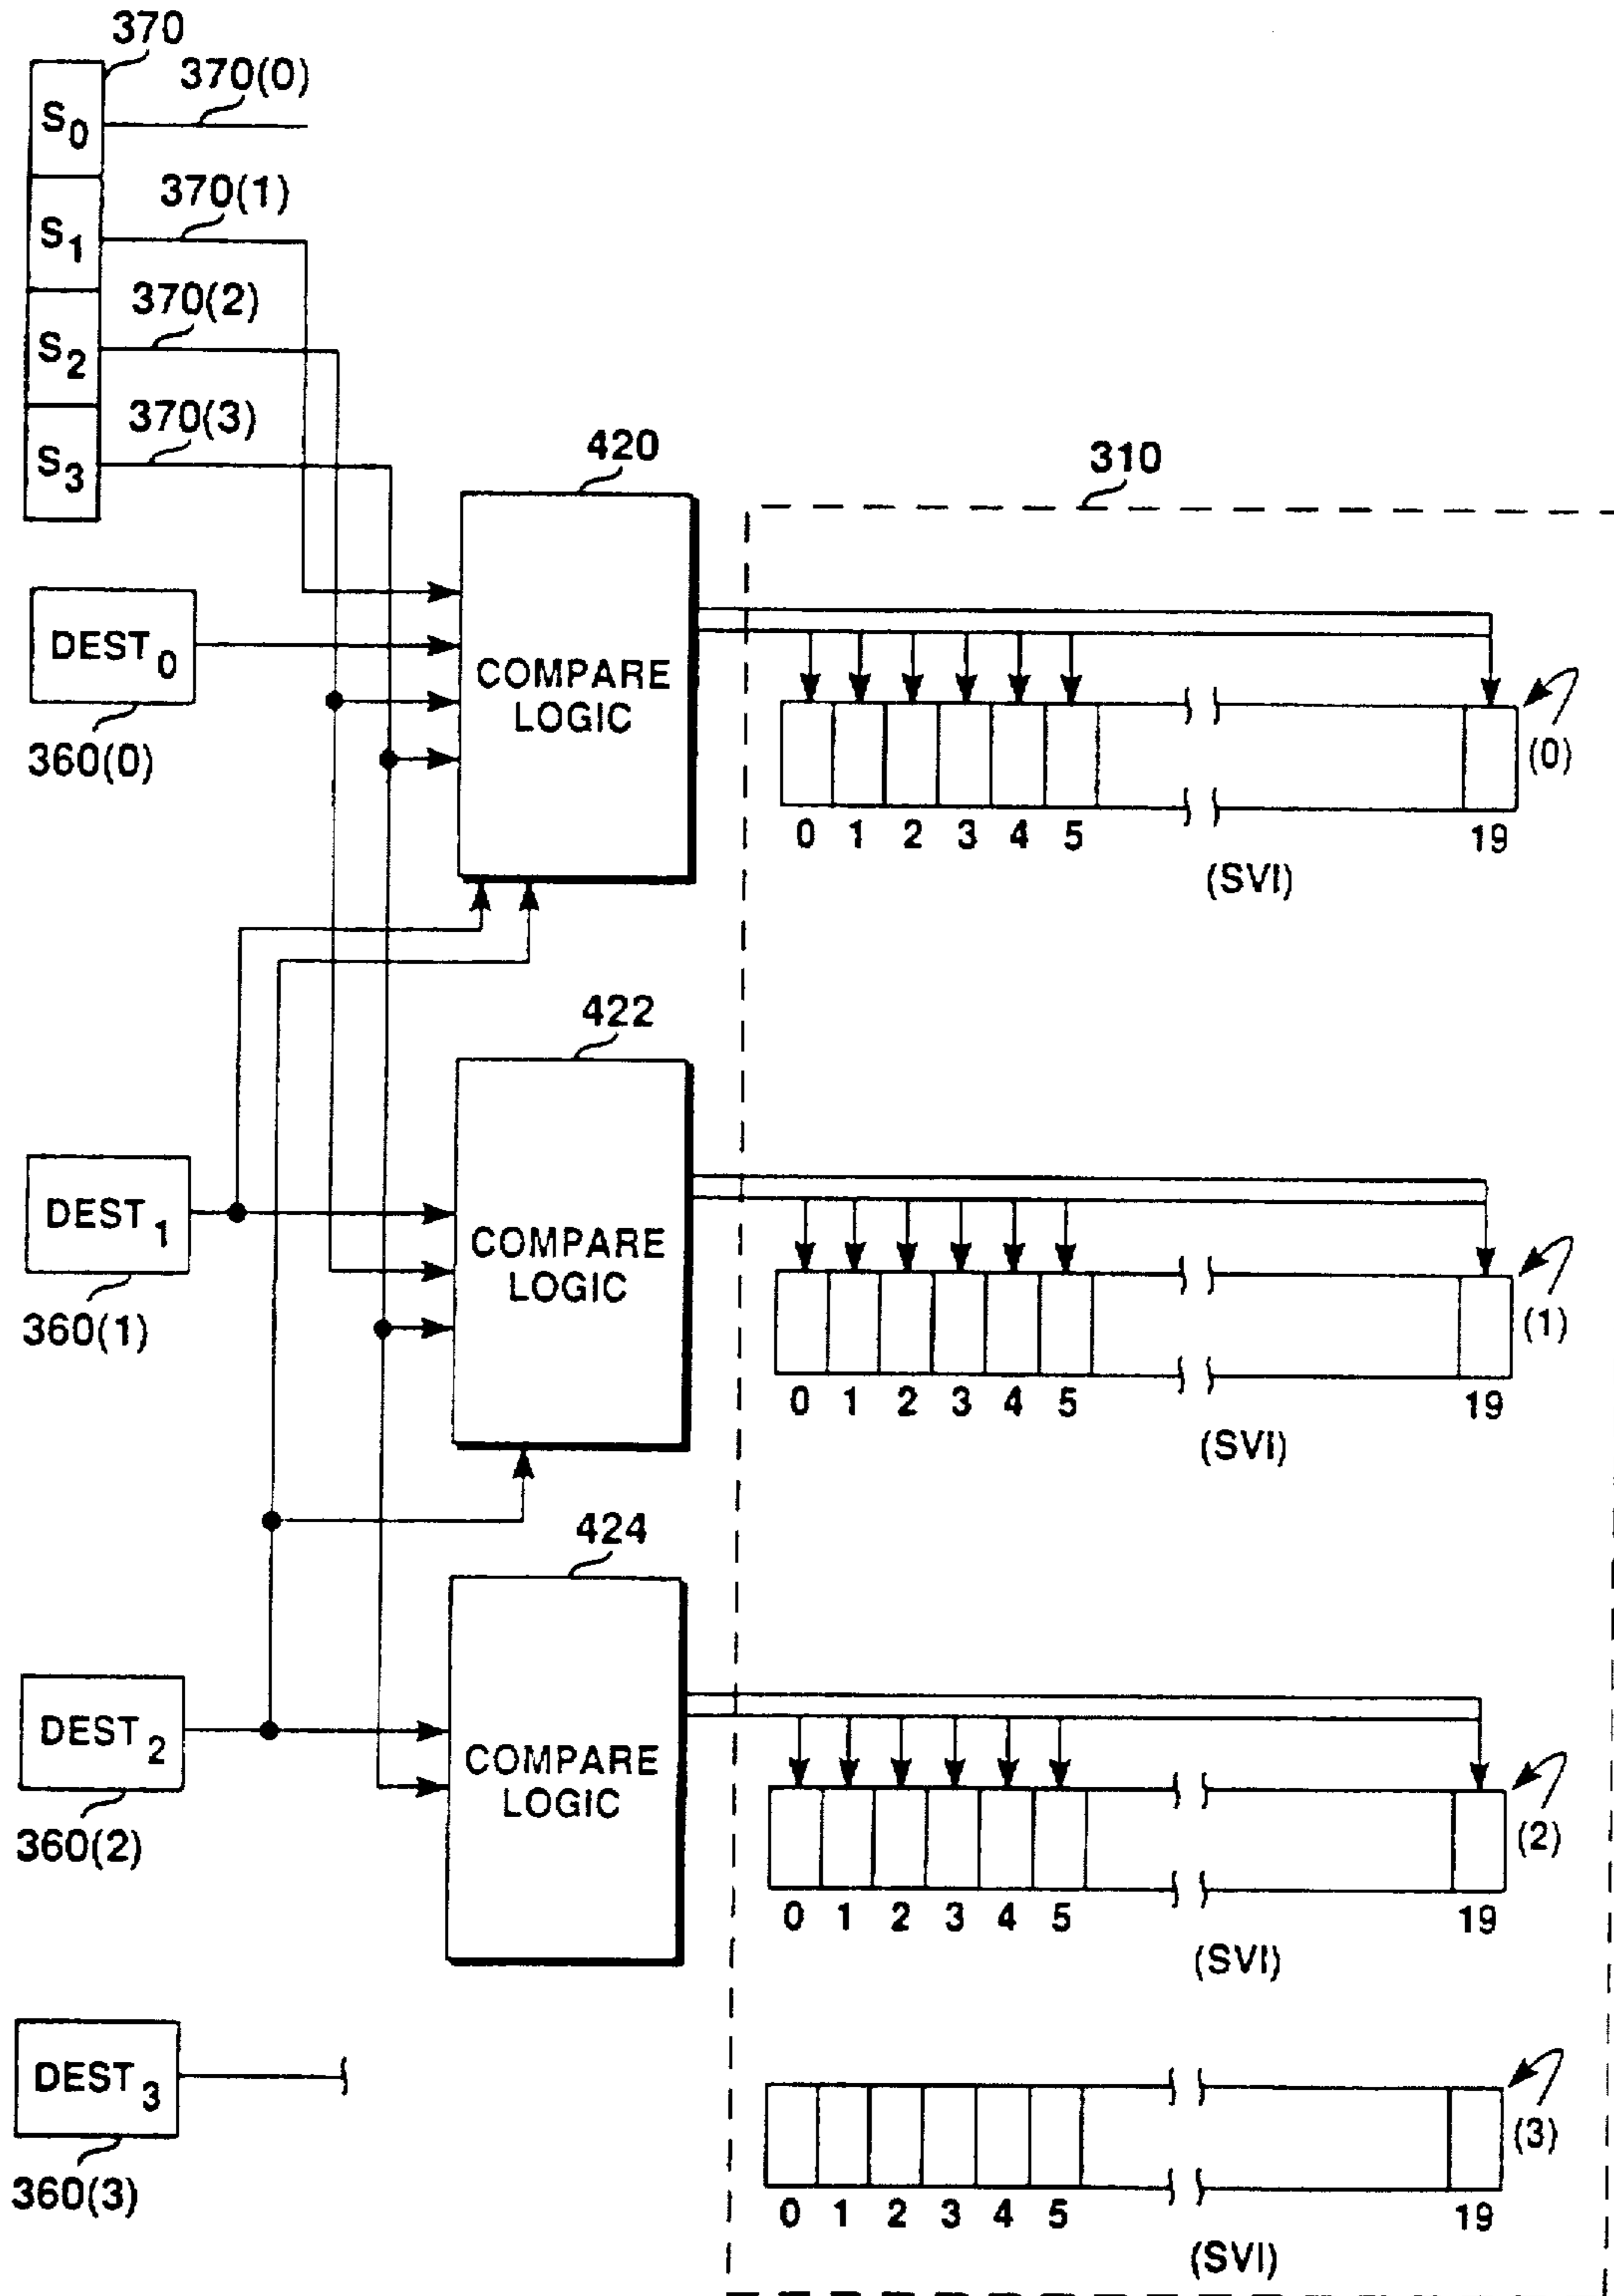 370
370(0)
S0
370(1)
S1
370(2)
S2
370(3)
S3
420
310
DEST0
COMPARE
LOGIC
360(0)
(0)
0 1 2 3 4 5 19
(SVI)
422
DEST1
COMPARE
LOGIC
360(1)
(1)
0 1 2 3 4 5 19
(SVI)
424
DEST2
COMPARE
LOGIC
360(2)
(2)
0 1 2 3 4 5 19
(SVI)
DEST3
360(3)
(3)
0 1 2 3 4 5 19
(SVI)